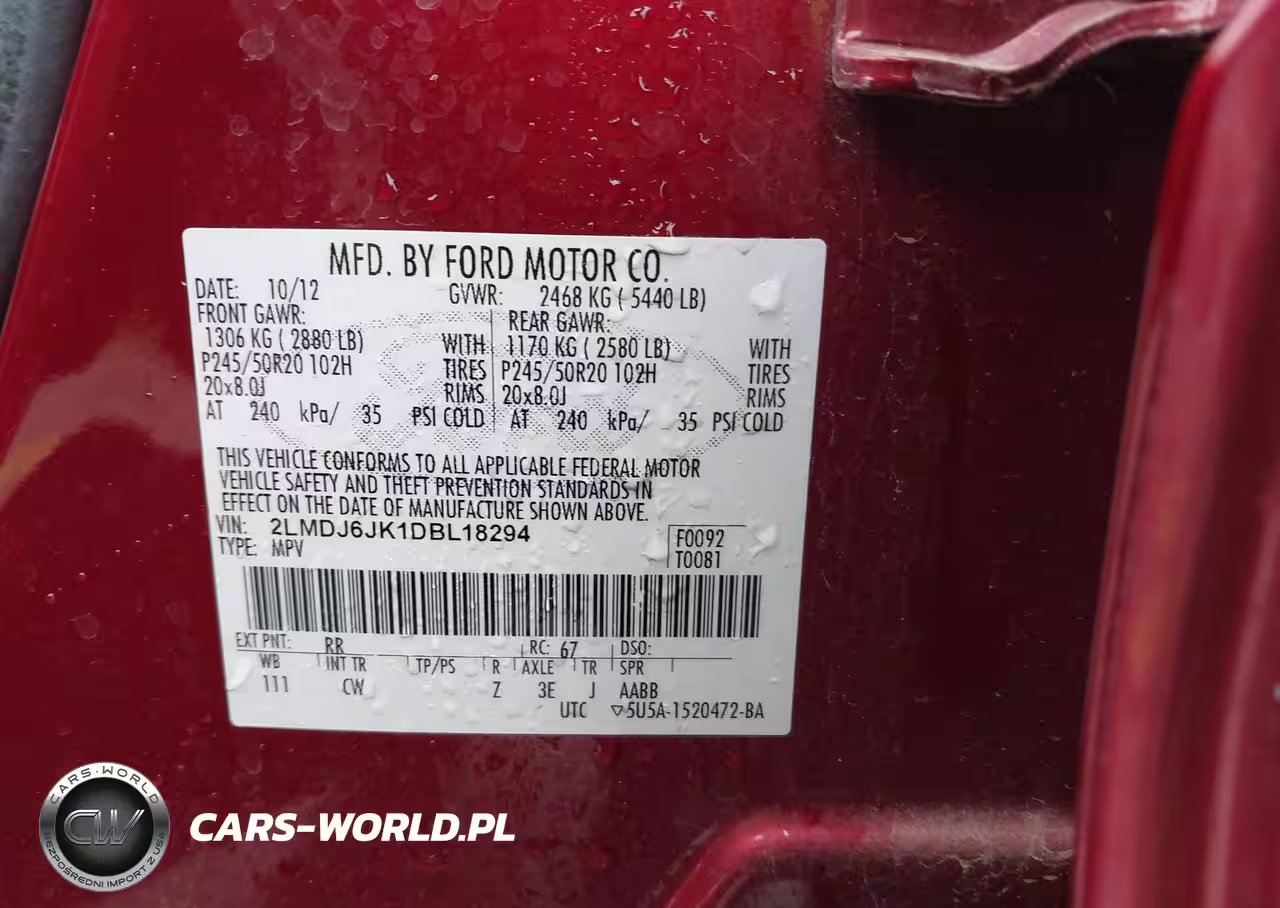 MFD. BY FORD MOTOR CO.
DATE: 10/12 GVWR: 2468 KG ( 5440 LB)
FRONT GAWR: REAR GAWR:
1306 KG ( 2880 LB) WITH 1170 KG ( 2580 LB) WITH
P245/50R20 102H TIRES P245/50R20 102H TIRES
20x8.0J RIMS 20x8.0J RIMS
AT 240 kPa/ 35 PSI COLD AT 240 kPa/ 35 PSI COLD
THIS VEHICLE CONFORMS TO ALL APPLICABLE FEDERAL MOTOR
VEHICLE SAFETY AND THEFT PREVENTION STANDARDS IN
EFFECT ON THE DATE OF MANUFACTURE SHOWN ABOVE.
VIN: 2LMDJ6JK1DBL18294
TYPE: MPV
F0092
T0081
EXT PNT: RR RC: 67 DSO:
WB INT TR TP/PS R AXLE TR SPR
111 CW Z 3E J AABB
UTC ▽5U5A-1520472-BA
CARS-WORLD
CW
BEZPOŚREDNI IMPORT Z USA
CARS-WORLD.PL